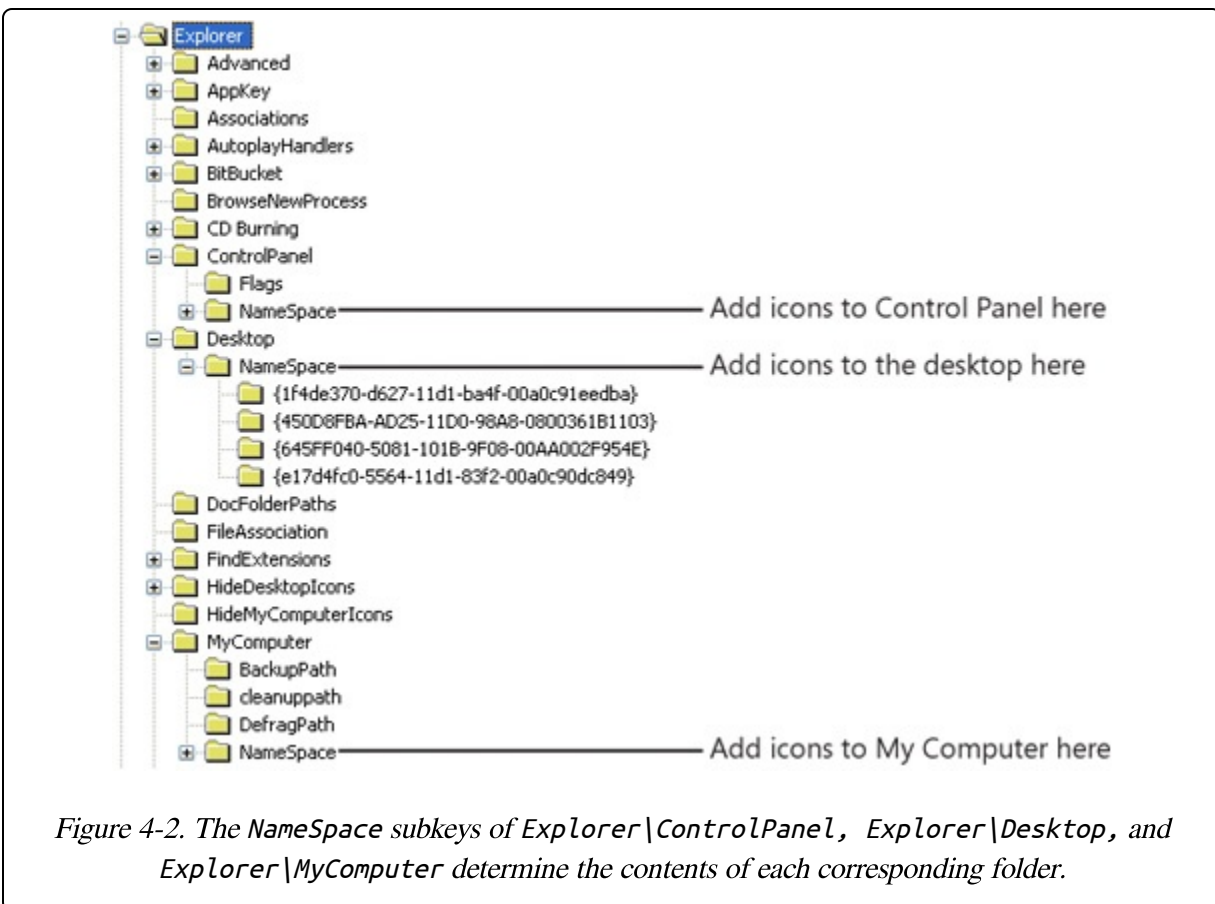 Explorer
Advanced
AppKey
Associations
AutoplayHandlers
BitBucket
BrowseNewProcess
CD Burning
ControlPanel
Flags
NameSpace Add icons to Control Panel here
Desktop
NameSpace Add icons to the desktop here
{1f4de370-d627-11d1-ba4f-00a0c91eedba}
{450D8FBA-AD25-11D0-98A8-0800361B1103}
{645FF040-5081-101B-9F08-00AA002F954E}
{e17d4fc0-5564-11d1-83f2-00a0c90dc849}
DocFolderPaths
FileAssociation
FindExtensions
HideDesktopIcons
HideMyComputerIcons
MyComputer
BackupPath
cleanuppath
DefragPath
NameSpace Add icons to My Computer here
Figure 4-2. The NameSpace subkeys of Explorer\ControlPanel, Explorer\Desktop, and
Explorer\MyComputer determine the contents of each corresponding folder.